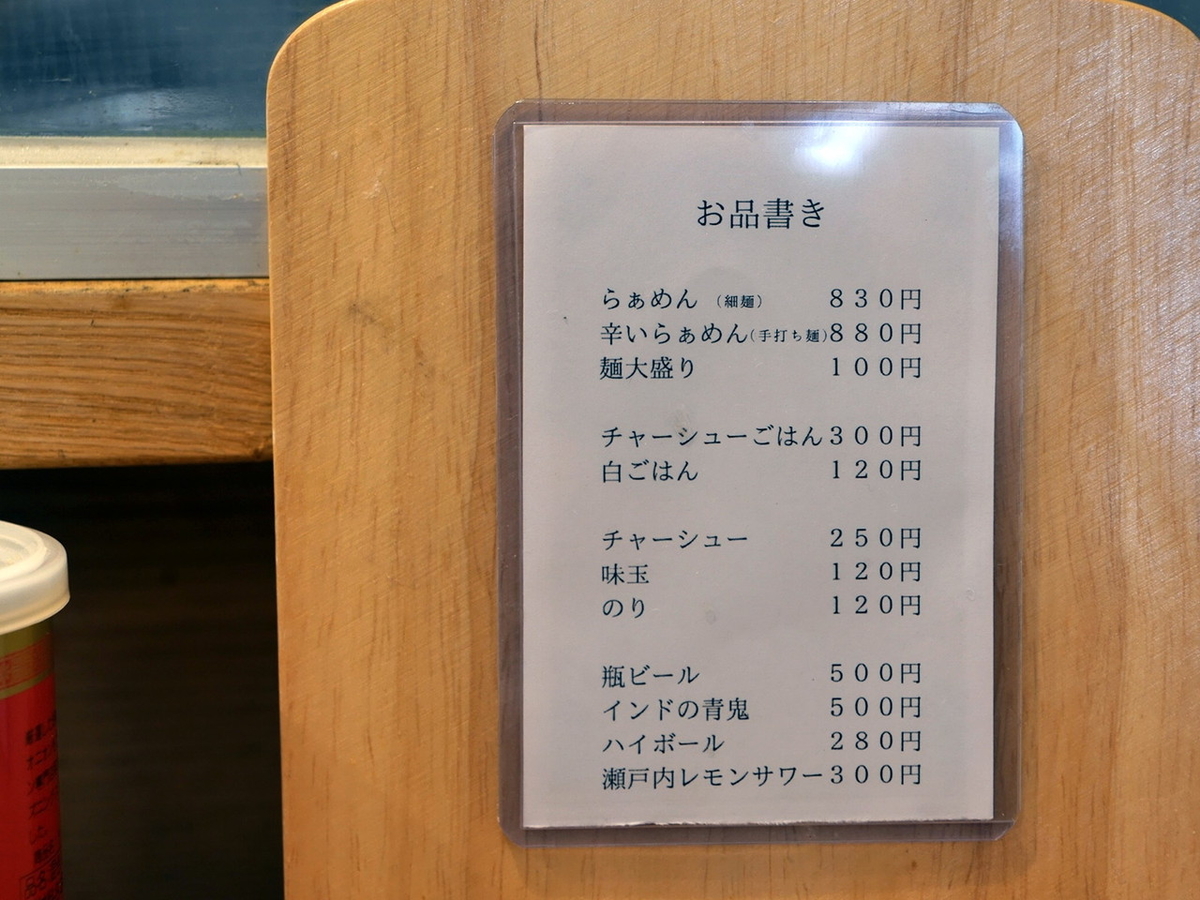 お品書き
らぁめん （細麺） ８３０円
辛いらぁめん(手打ち麺)８８０円
麺大盛り １００円
チャーシューごはん３００円
白ごはん １２０円
チャーシュー ２５０円
味玉 １２０円
のり １２０円
瓶ビール ５００円
インドの青鬼 ５００円
ハイボール ２８０円
瀬戸内レモンサワー３００円